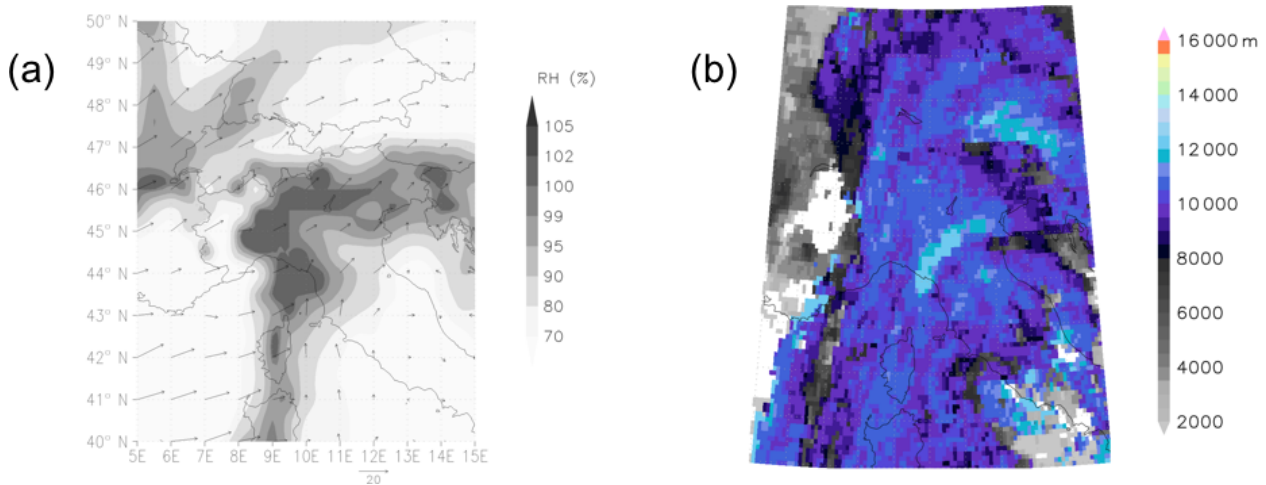 (a)
50° N
49° N
48° N
47° N
46° N
45° N
44° N
43° N
42° N
41° N
40° N
5E 6E 7E 8E 9E 10E 11E 12E 13E 14E 15E
20
RH (%)
105
102
100
99
95
90
80
70
(b)
16 000 m
14 000
12 000
10 000
8000
6000
4000
2000